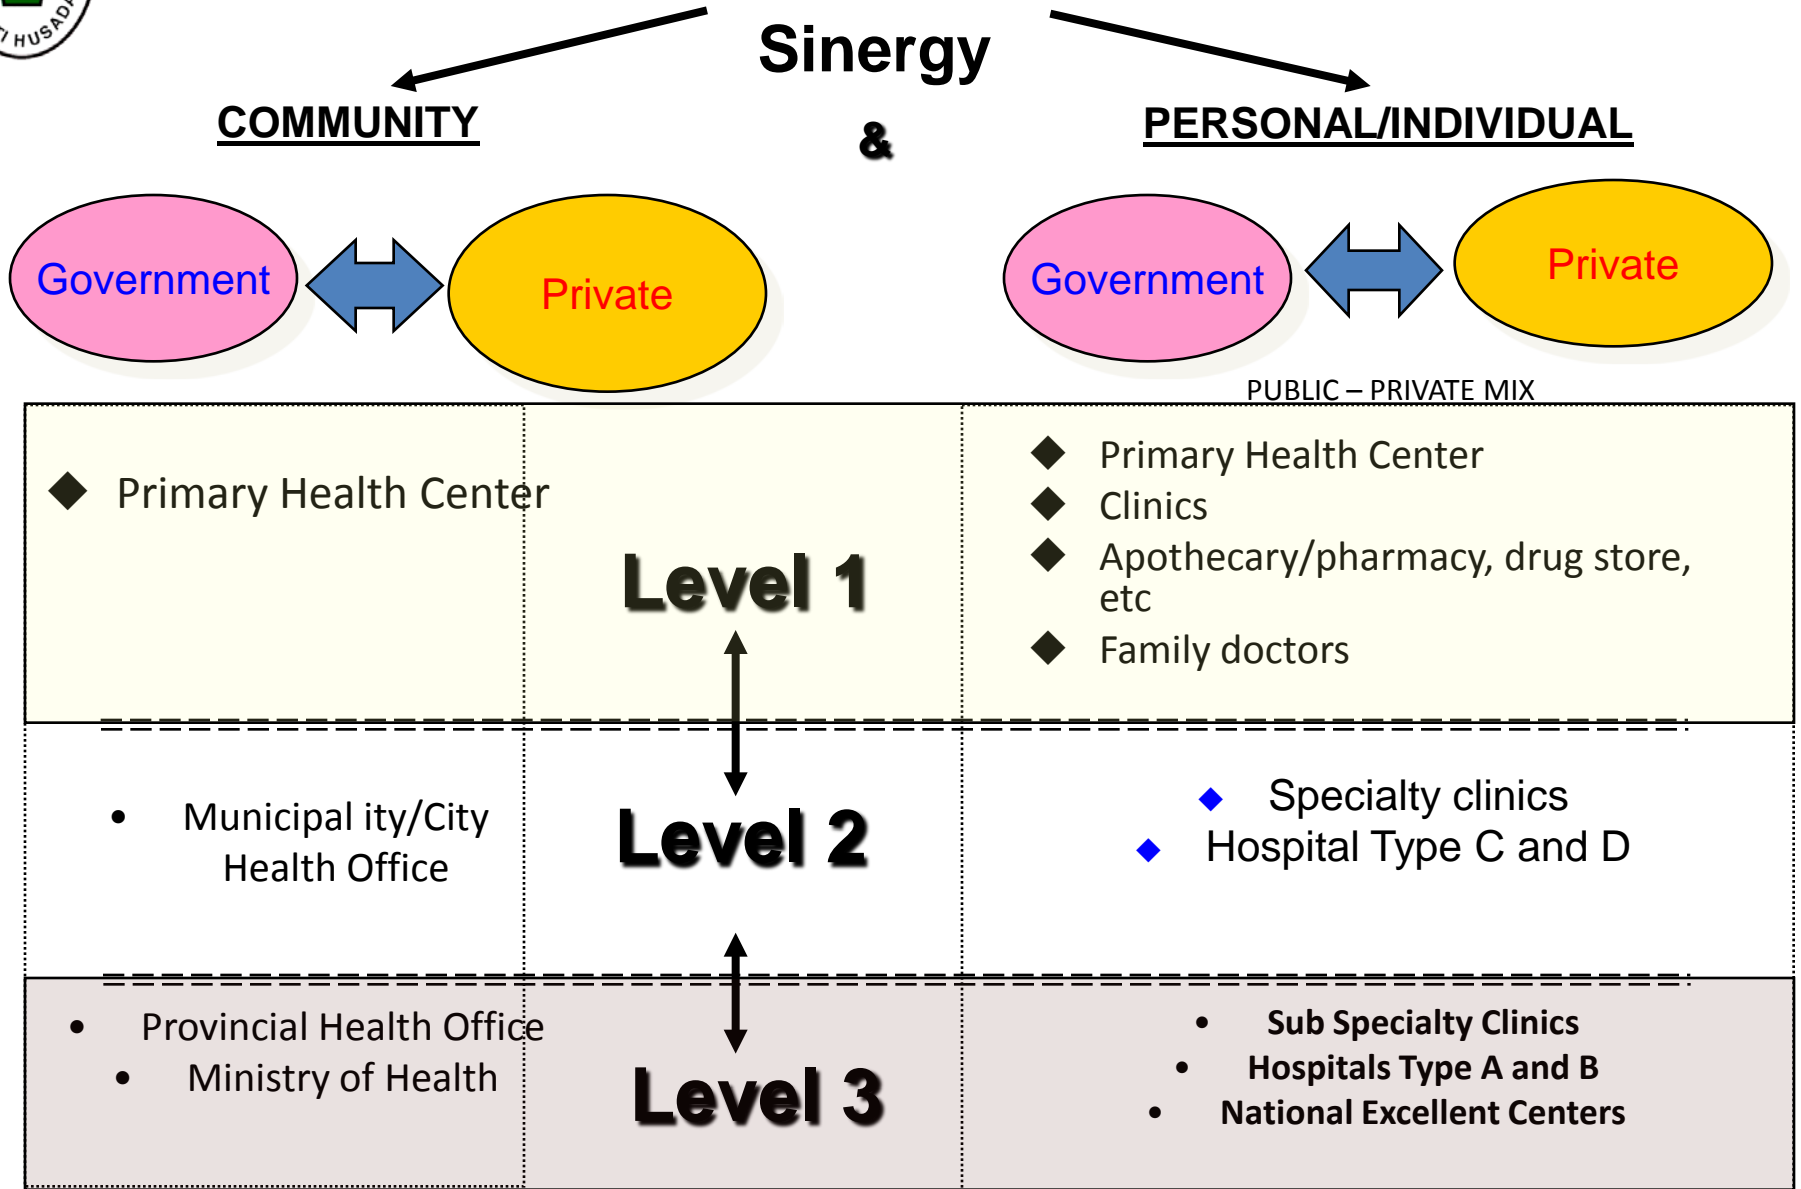 TI HUSADA
Sinergy
COMMUNITY
&
PERSONAL/INDIVIDUAL
Government
Private
Government
Private
PUBLIC – PRIVATE MIX
◆ Primary Health Center
Level 1
◆ Primary Health Center
◆ Clinics
◆ Apothecary/pharmacy, drug store,
etc
◆ Family doctors
• Municipal ity/City
Health Office
Level 2
◆ Specialty clinics
◆ Hospital Type C and D
• Provincial Health Office
• Ministry of Health
Level 3
• Sub Specialty Clinics
• Hospitals Type A and B
• National Excellent Centers